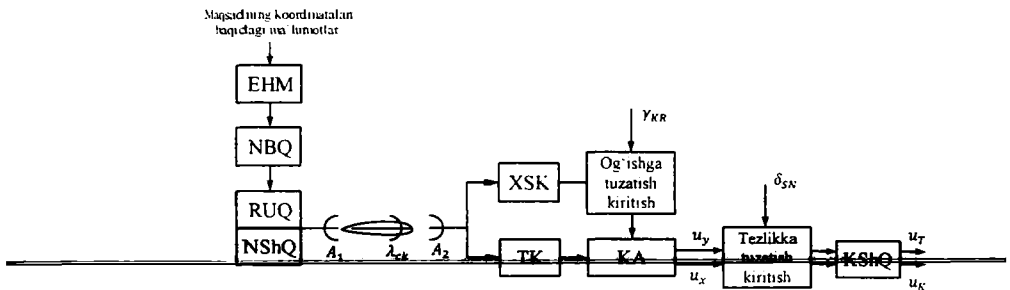 Maqsadning koordinatalari
haqidagi ma'lumotlar
EHM
NBQ
RUQ
NShQ
A₁
λck
A₂
XSK
TK
γKR
Og`ishga
tuzatish
kiritish
KA
uy
ux
δSN
Tezlikka
tuzatish
kiritish
KShQ
uT
uK